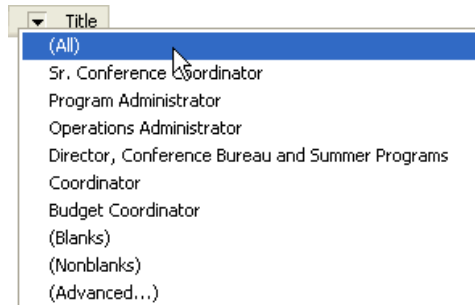 Title
(All)
Sr. Conference Coordinator
Program Administrator
Operations Administrator
Director, Conference Bureau and Summer Programs
Coordinator
Budget Coordinator
(Blanks)
(Nonblanks)
(Advanced...)